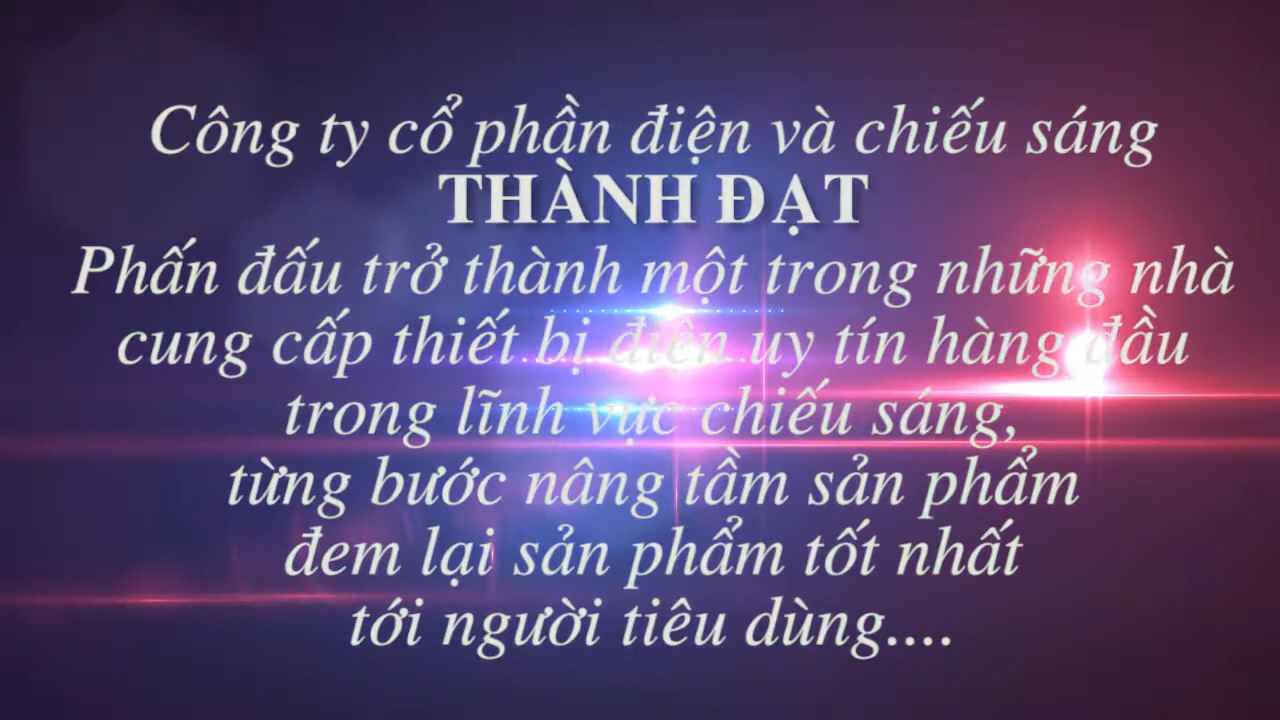 Công ty cổ phần điện và chiếu sáng
THÀNH ĐẠT
Phấn đấu trở thành một trong những nhà
cung cấp thiết bị điện uy tín hàng đầu
trong lĩnh vực chiếu sáng,
từng bước nâng tầm sản phẩm
đem lại sản phẩm tốt nhất
tới người tiêu dùng....